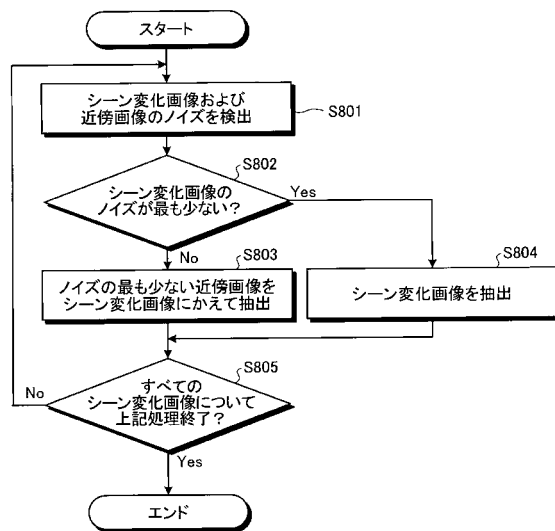 スタート
シーン変化画像および
近傍画像のノイズを検出
S801
シーン変化画像の
ノイズが最も少ない?
S802
Yes
No
S803
ノイズの最も少ない近傍画像を
シーン変化画像にかえて抽出
S804
シーン変化画像を抽出
S805
すべての
シーン変化画像について
上記処理終了?
No
Yes
エンド